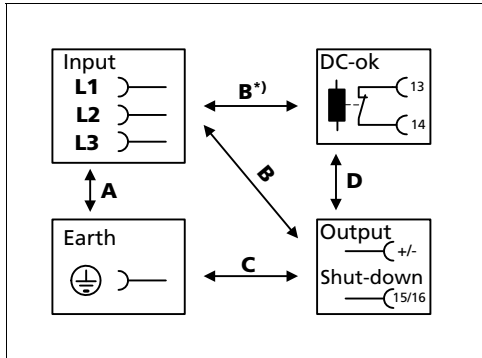 Input
L1
L2
L3
B*)
DC-ok
13
14
A
B
D
Earth
C
Output
+/-
Shut-down
15/16